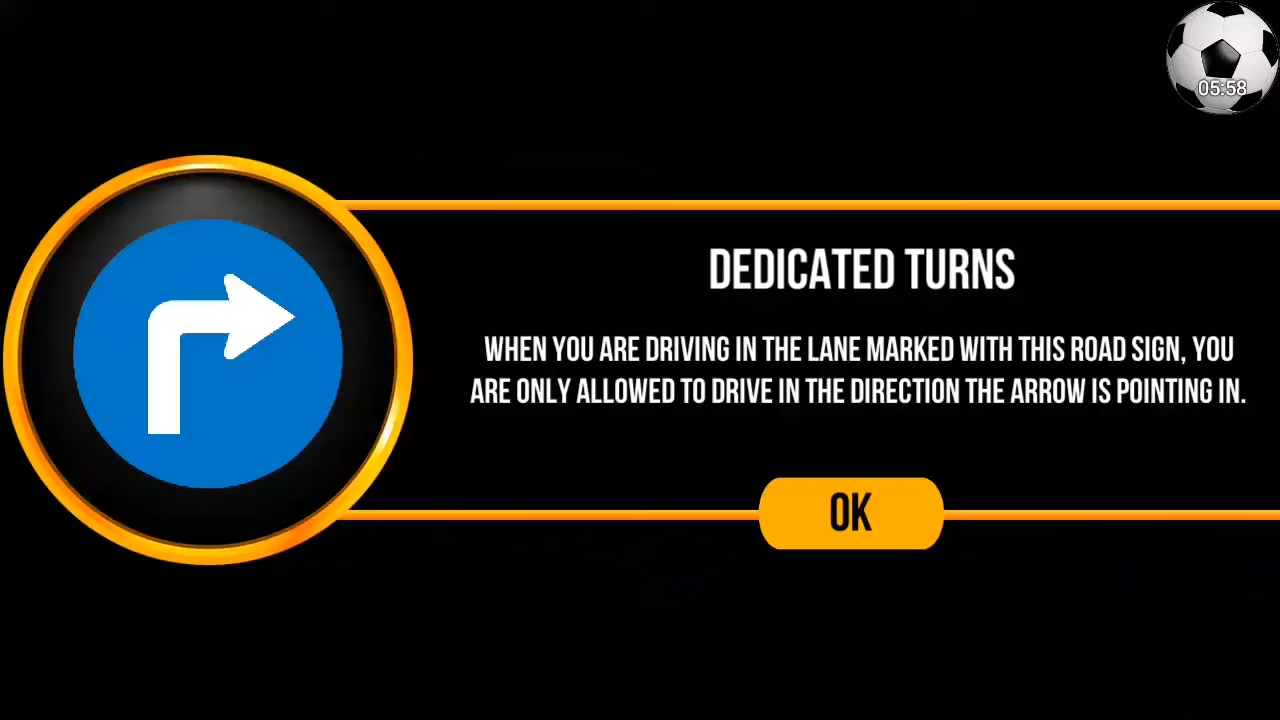 05:58
DEDICATED TURNS
WHEN YOU ARE DRIVING IN THE LANE MARKED WITH THIS ROAD SIGN, YOU
ARE ONLY ALLOWED TO DRIVE IN THE DIRECTION THE ARROW IS POINTING IN.
OK